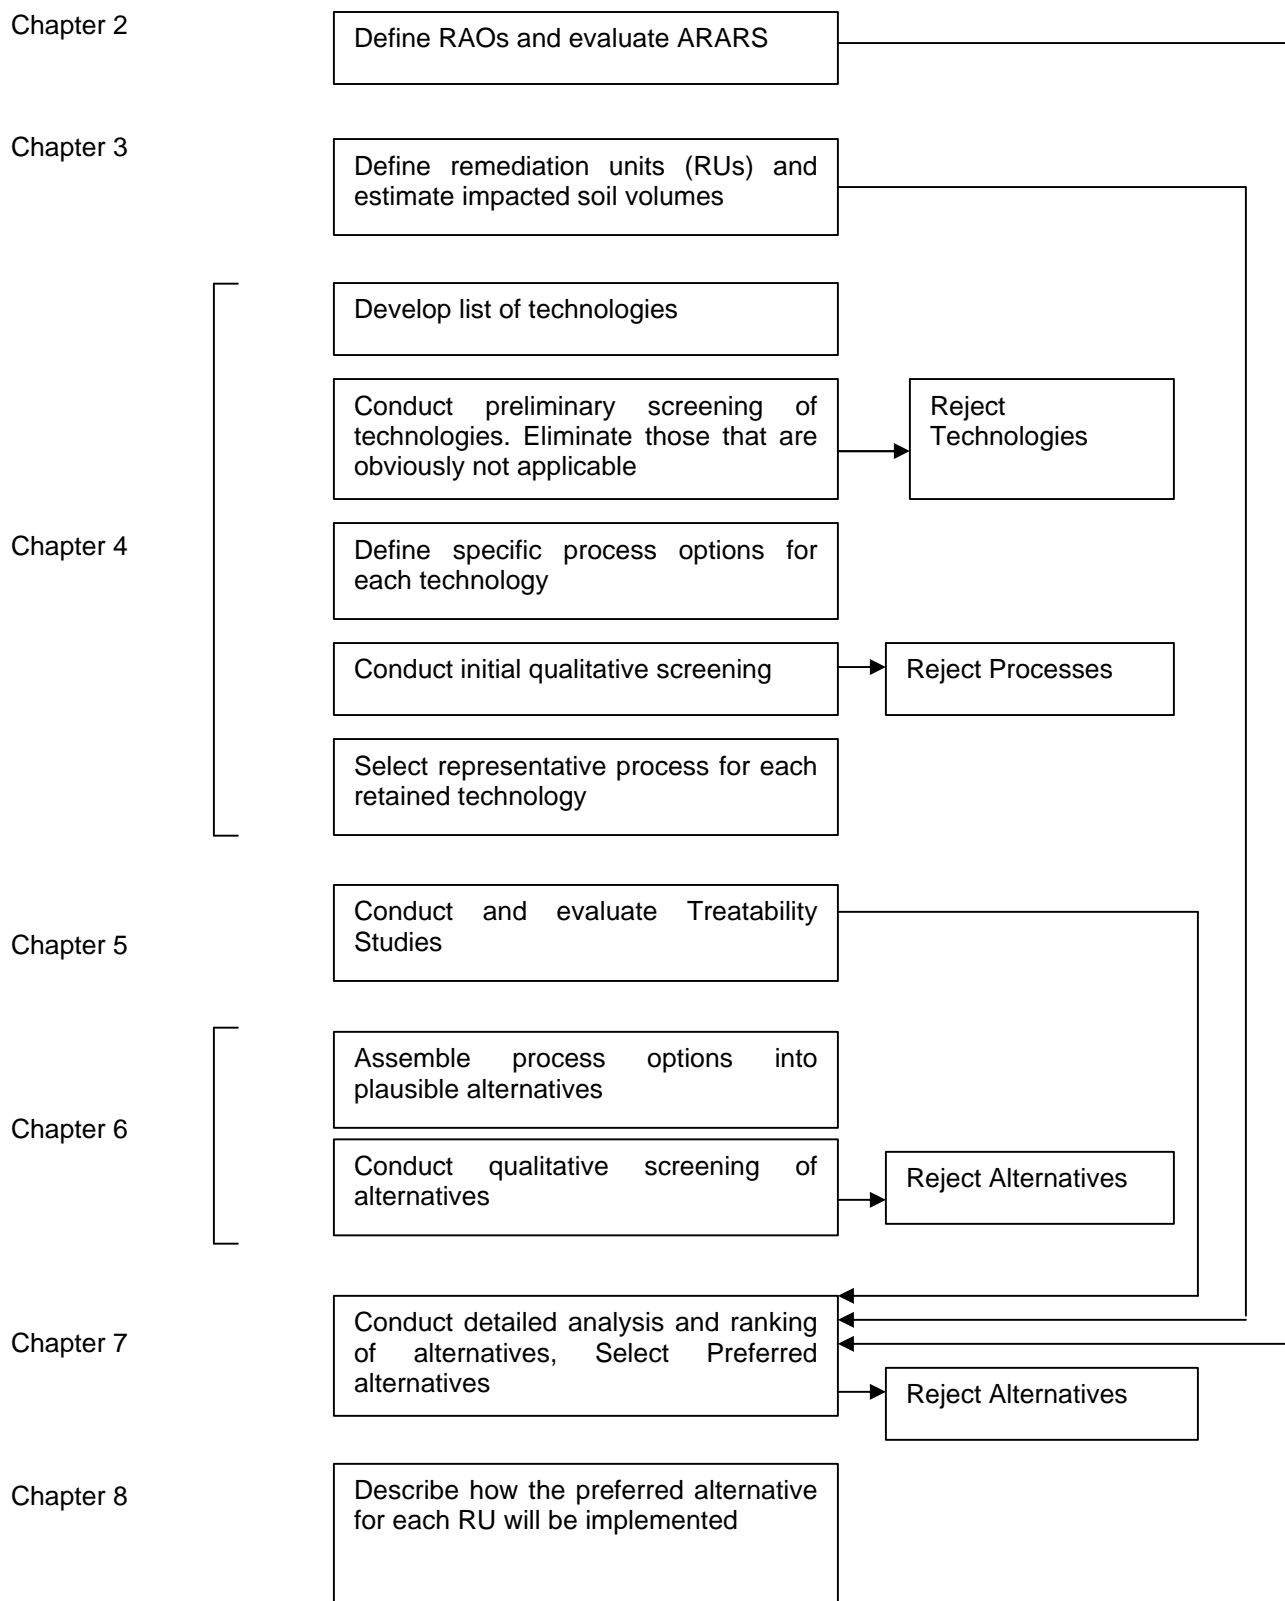 Chapter 2
Define RAOs and evaluate ARARS
Chapter 3
Define remediation units (RUs) and
estimate impacted soil volumes
Develop list of technologies
Conduct preliminary screening of
technologies. Eliminate those that are
obviously not applicable
Reject
Technologies
Chapter 4
Define specific process options for
each technology
Conduct initial qualitative screening
Reject Processes
Select representative process for each
retained technology
Chapter 5
Conduct and evaluate Treatability
Studies
Chapter 6
Assemble process options into
plausible alternatives
Conduct qualitative screening of
alternatives
Reject Alternatives
Chapter 7
Conduct detailed analysis and ranking
of alternatives, Select Preferred
alternatives
Reject Alternatives
Chapter 8
Describe how the preferred alternative
for each RU will be implemented